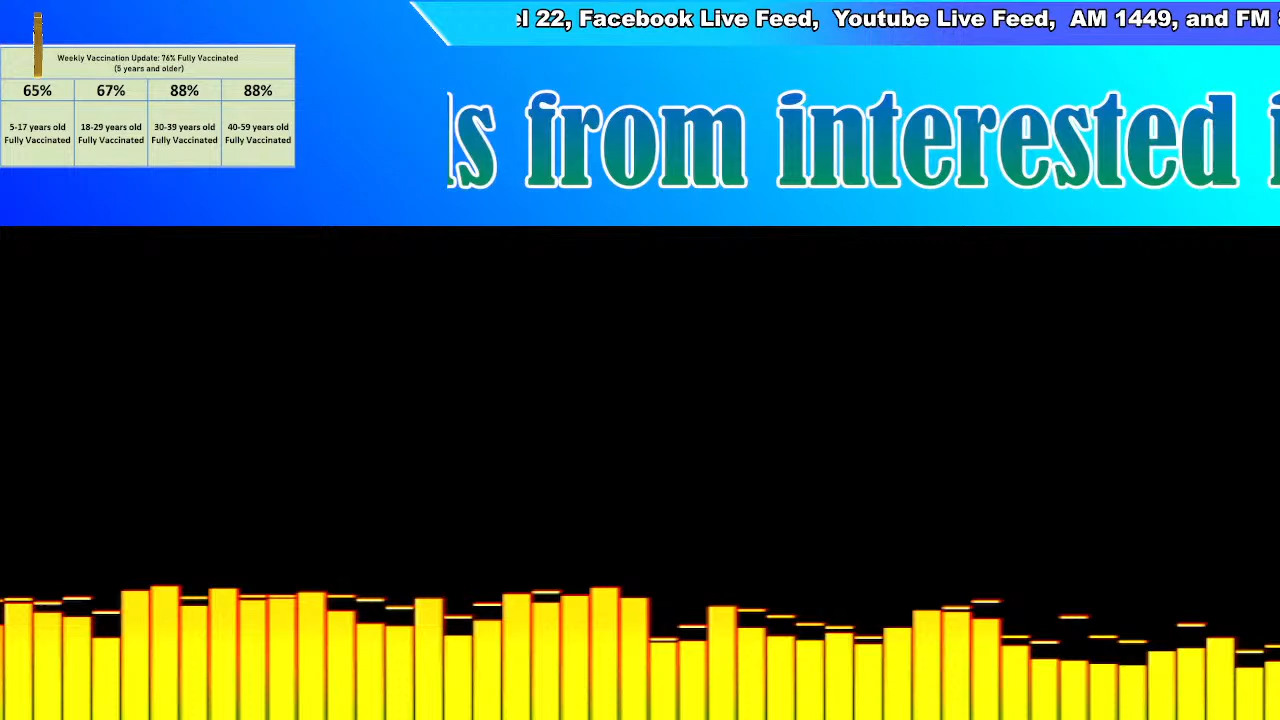 22, Facebook Live Feed, Youtube Live Feed, AM 1449, and FM
Weekly Vaccination Update: 76% Fully Vaccinated
(5 years and older)
65% 67% 88% 88%
5-17 years old 18-29 years old 30-39 years old 40-59 years old
Fully Vaccinated Fully Vaccinated Fully Vaccinated Fully Vaccinated
from interested